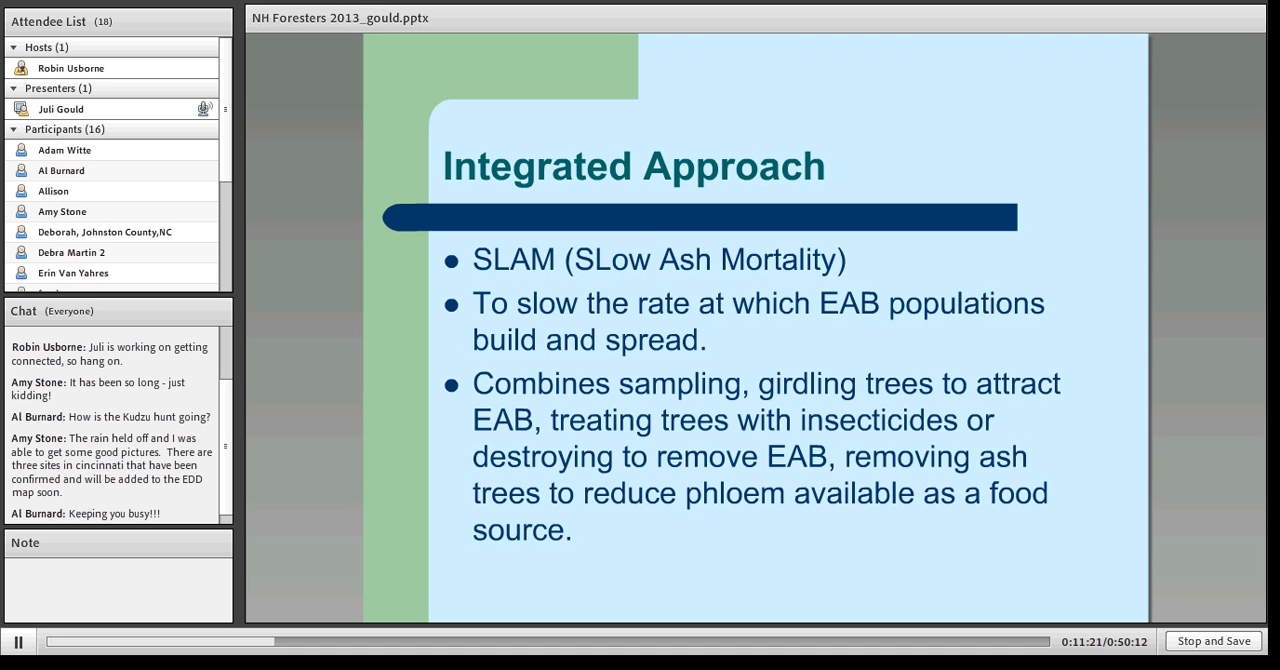 Attendee List (18)
Hosts (1)
Robin Usborne
Presenters (1)
Juli Gould
Participants (16)
Adam Witte
Al Burnard
Allison
Amy Stone
Deborah, Johnston County,NC
Debra Martin 2
Erin Van Yahres
Chat (Everyone)
Robin Usborne: Juli is working on getting
connected, so hang on.
Amy Stone: It has been so long - just
kidding!
Al Burnard: How is the Kudzu hunt going?
Amy Stone: The rain held off and I was
able to get some good pictures. There are
three sites in cincinnati that have been
confirmed and will be added to the EDD
map soon.
Al Burnard: Keeping you busy!!!
Note
NH Foresters 2013_gould.pptx
Integrated Approach
● SLAM (SLow Ash Mortality)
● To slow the rate at which EAB populations
build and spread.
● Combines sampling, girdling trees to attract
EAB, treating trees with insecticides or
destroying to remove EAB, removing ash
trees to reduce phloem available as a food
source.
0:11:21/0:50:12
Stop and Save